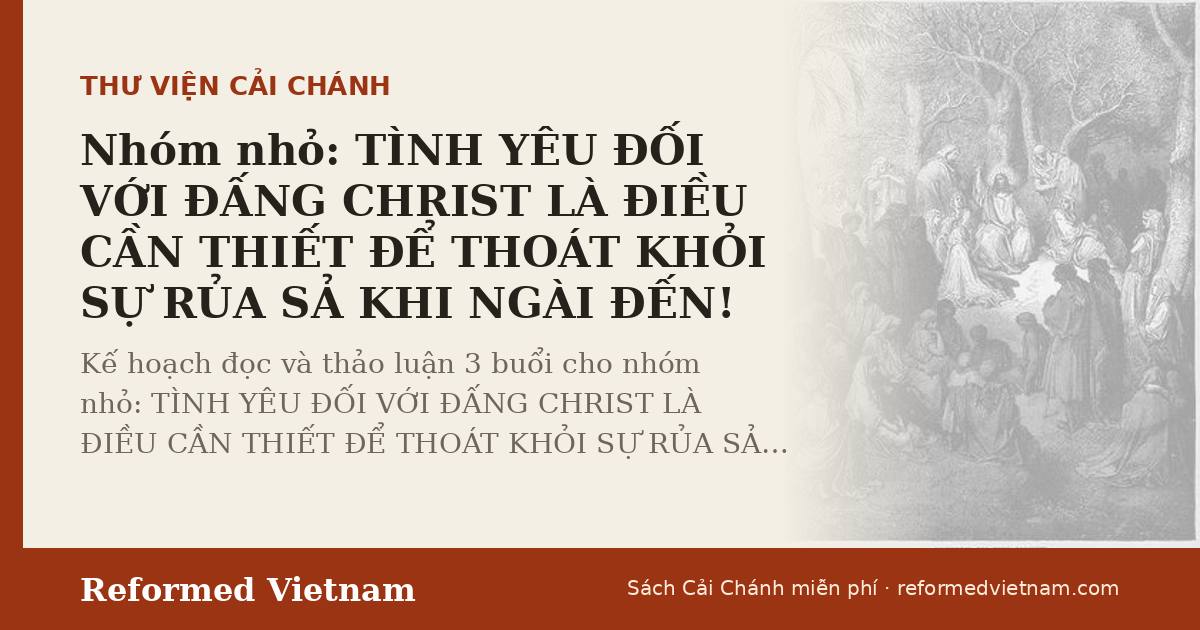 THƯ VIỆN CẢI CHÁNH
Nhóm nhỏ: TÌNH YÊU ĐỐI
VỚI ĐẤNG CHRIST LÀ ĐIỀU
CẦN THIẾT ĐỂ THOÁT KHỎI
SỰ RỦA SẢ KHI NGÀI ĐẾN!
Kế hoạch đọc và thảo luận 3 buổi cho nhóm
nhỏ: TÌNH YÊU ĐỐI VỚI ĐẤNG CHRIST LÀ
ĐIỀU CẦN THIẾT ĐỂ THOÁT KHỎI SỰ RỦA SẢ…
Reformed Vietnam
Sách Cải Chánh miễn phí · reformedvietnam.com